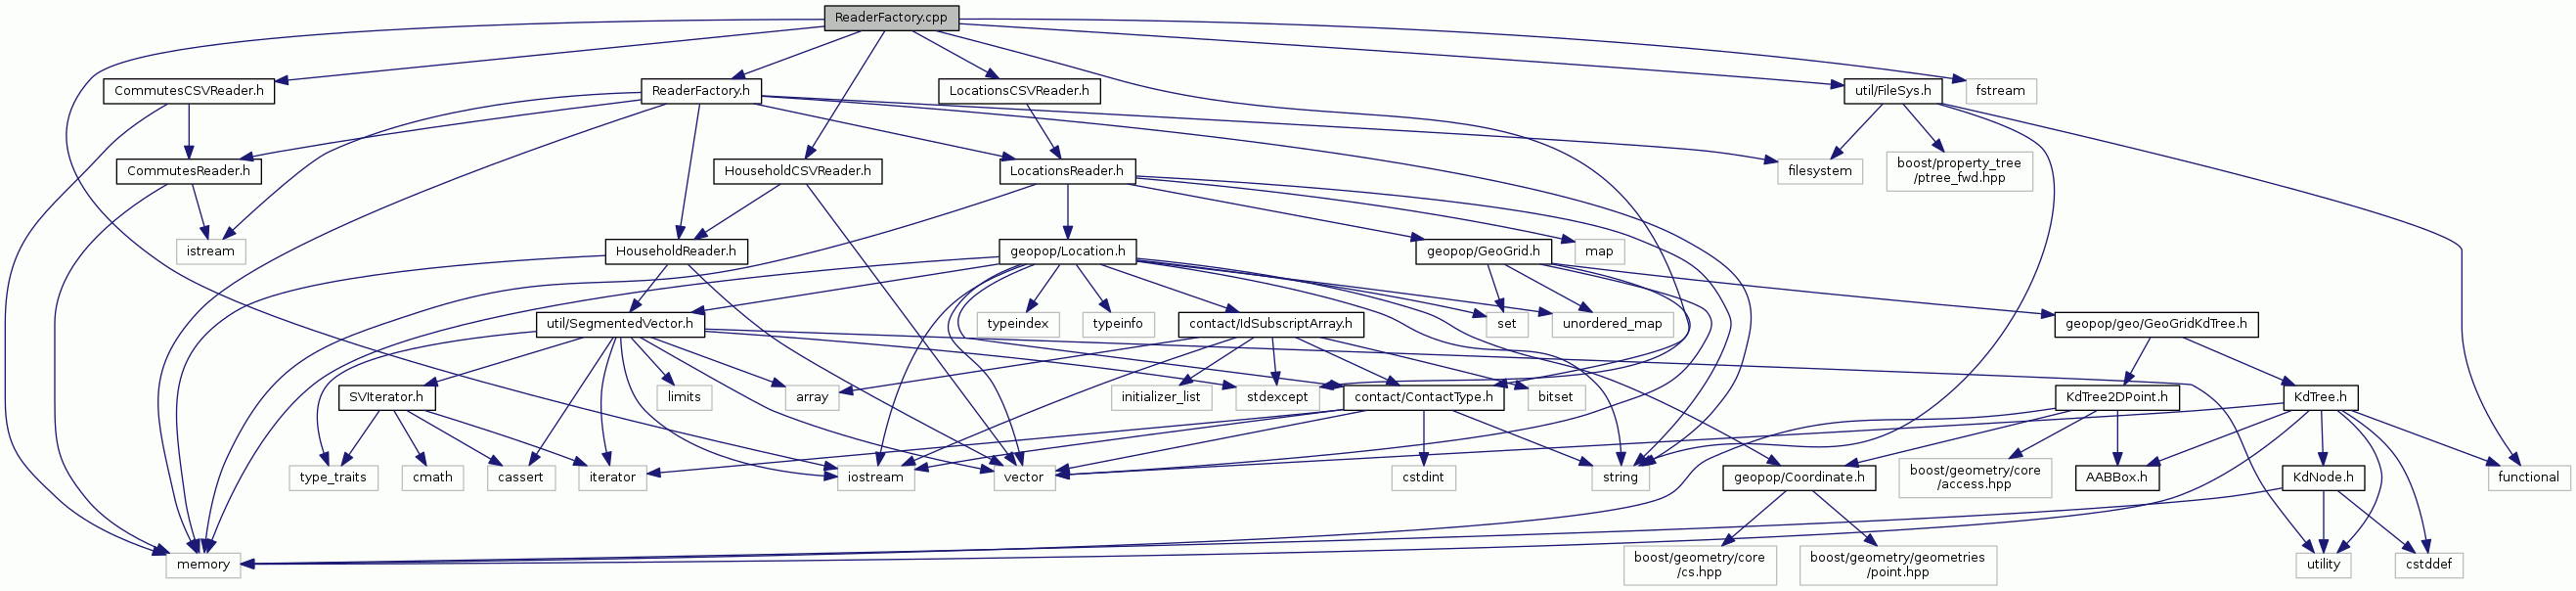 ReaderFactory.cpp
CommutesCSVReader.h
ReaderFactory.h
LocationsCSVReader.h
util/FileSys.h
fstream
CommutesReader.h
HouseholdCSVReader.h
LocationsReader.h
filesystem
boost/property_tree
/ptree_fwd.hpp
istream
HouseholdReader.h
geopop/Location.h
geopop/GeoGrid.h
map
util/SegmentedVector.h
typeindex
typeinfo
contact/IdSubscriptArray.h
set
unordered_map
geopop/geo/GeoGridKdTree.h
SVIterator.h
limits
array
initializer_list
stdexcept
contact/ContactType.h
bitset
KdTree2DPoint.h
KdTree.h
type_traits
cmath
cassert
iterator
iostream
vector
cstdint
string
geopop/Coordinate.h
boost/geometry/core
/access.hpp
AABBox.h
KdNode.h
functional
memory
boost/geometry/core
/cs.hpp
boost/geometry/geometries
/point.hpp
utility
cstddef